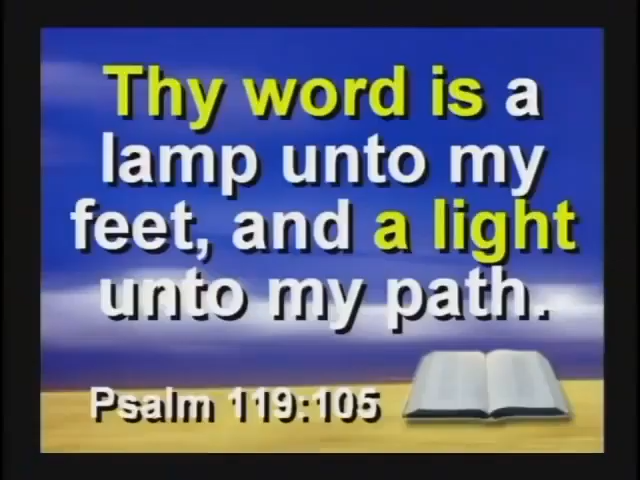 Thy word is a
lamp unto my
feet, and a light
unto my path.
Psalm 119:105